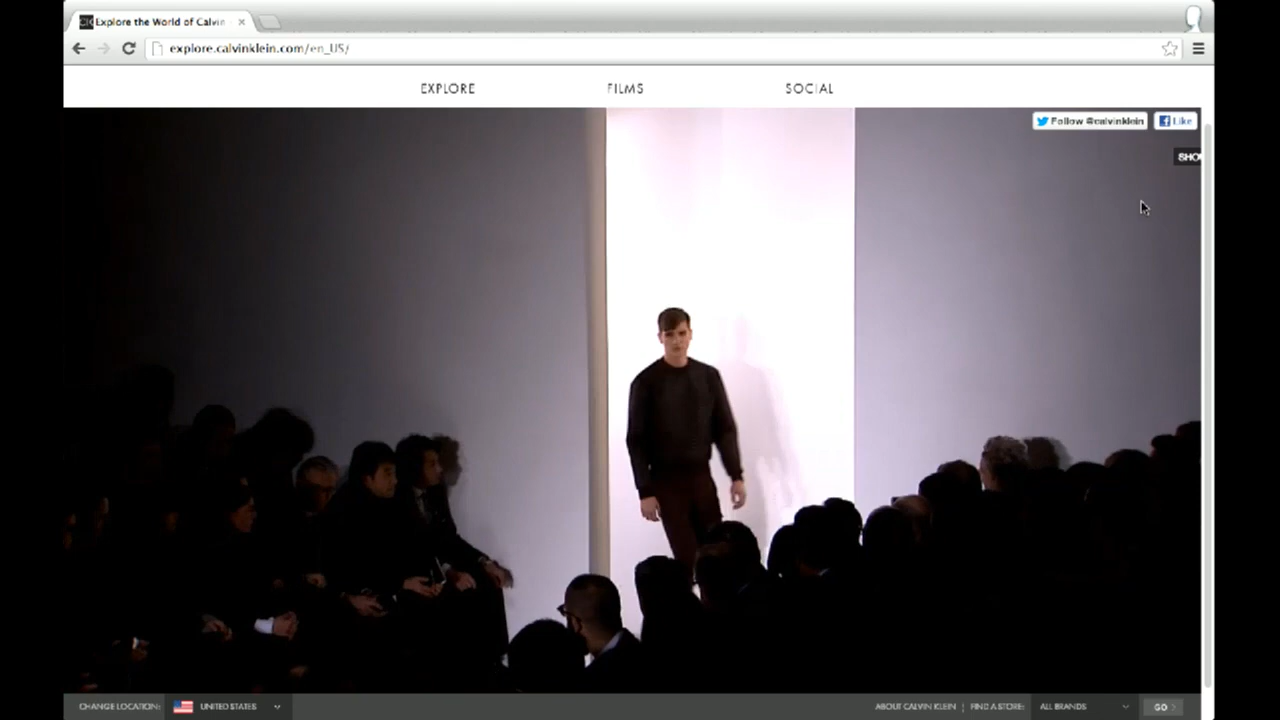 Explore the World of Calvin
explore.calvinklein.com/en_US/
EXPLORE FILMS SOCIAL
Follow @calvinklein Like
SHO
CHANGE LOCATION: UNITED STATES ABOUT CALVIN KLEIN | FIND A STORE: ALL BRANDS GO